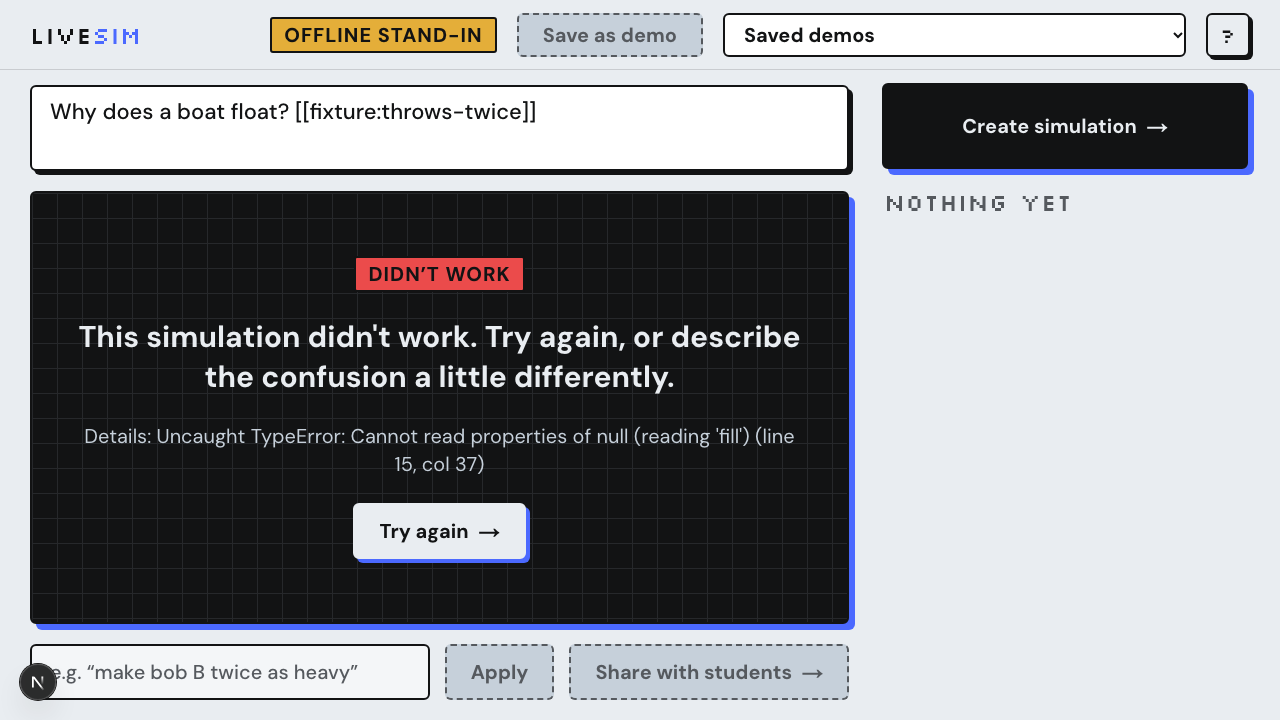 LIVESIM
OFFLINE STAND-IN
Save as demo
Saved demos
?
Why does a boat float? [[fixture:throws-twice]]
Create simulation →
DIDN’T WORK
This simulation didn't work. Try again, or describe
the confusion a little differently.
Details: Uncaught TypeError: Cannot read properties of null (reading 'fill') (line
15, col 37)
Try again →
NOTHING YET
e.g. “make bob B twice as heavy”
Apply
Share with students →
N